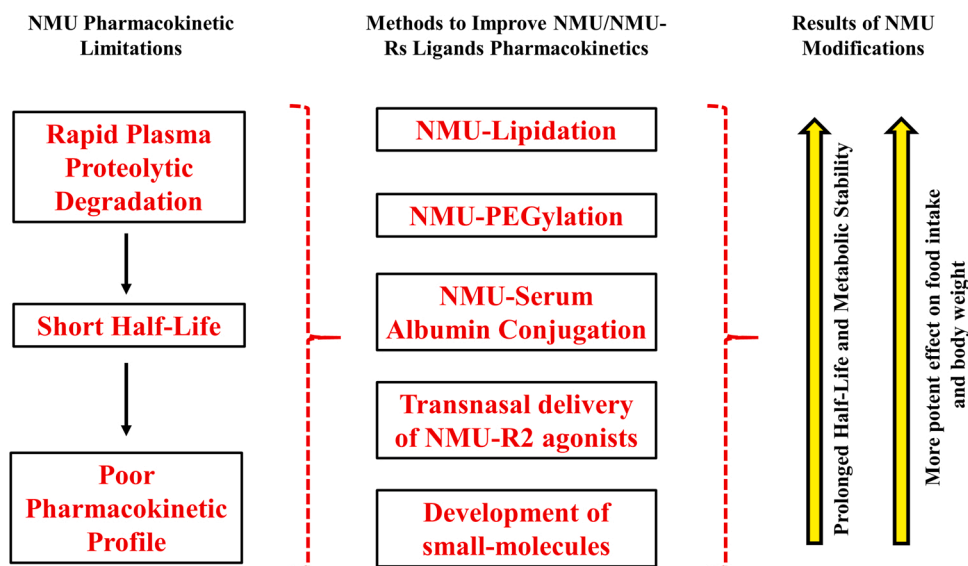 NMU Pharmacokinetic
Limitations
Rapid Plasma
Proteolytic
Degradation
Short Half-Life
Poor
Pharmacokinetic
Profile
Methods to Improve NMU/NMU-
Rs Ligands Pharmacokinetics
NMU-Lipidation
NMU-PEGylation
NMU-Serum
Albumin Conjugation
Transnasal delivery
of NMU-R2 agonists
Development of
small-molecules
Results of NMU
Modifications
Prolonged Half-Life and Metabolic Stability
More potent effect on food intake
and body weight